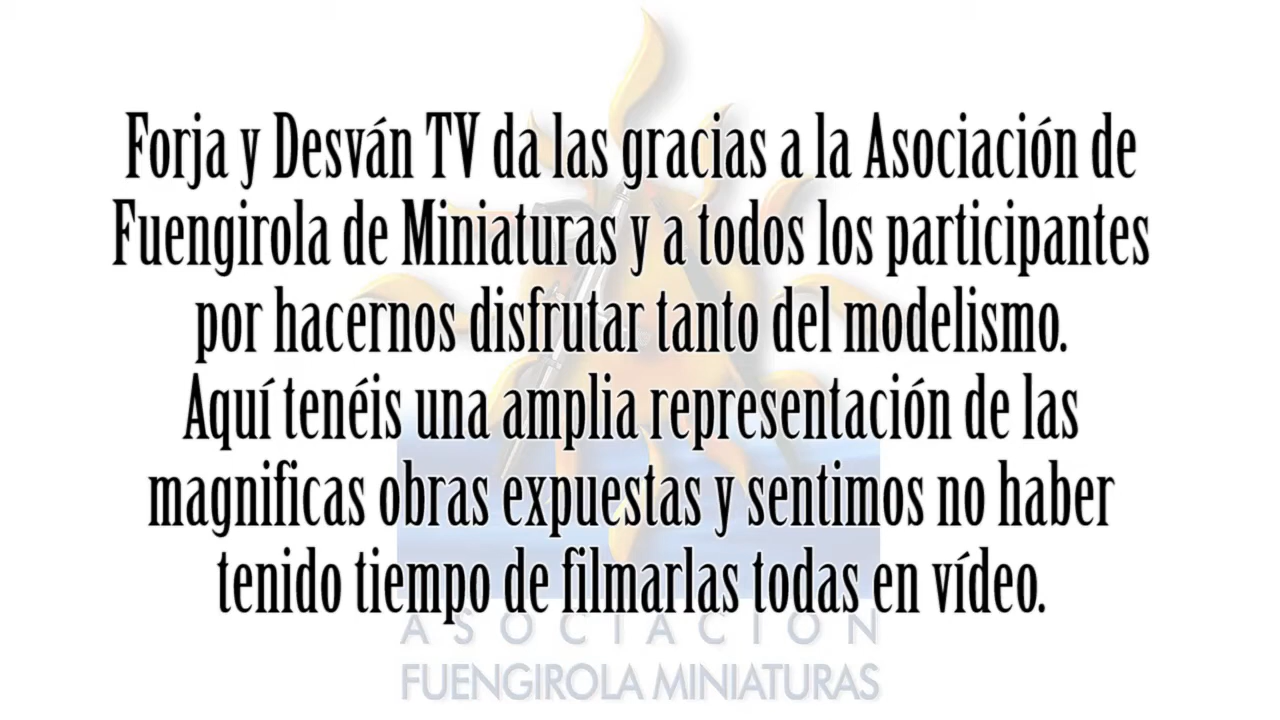 Forja y Desván TV da las gracias a la Asociación de
Fuengirola de Miniaturas y a todos los participantes
por hacernos disfrutar tanto del modelismo.
Aquí tenéis una amplia representación de las
magnificas obras expuestas y sentimos no haber
tenido tiempo de filmarlas todas en vídeo.
ASOCIACION
FUENGIROLA MINIATURAS